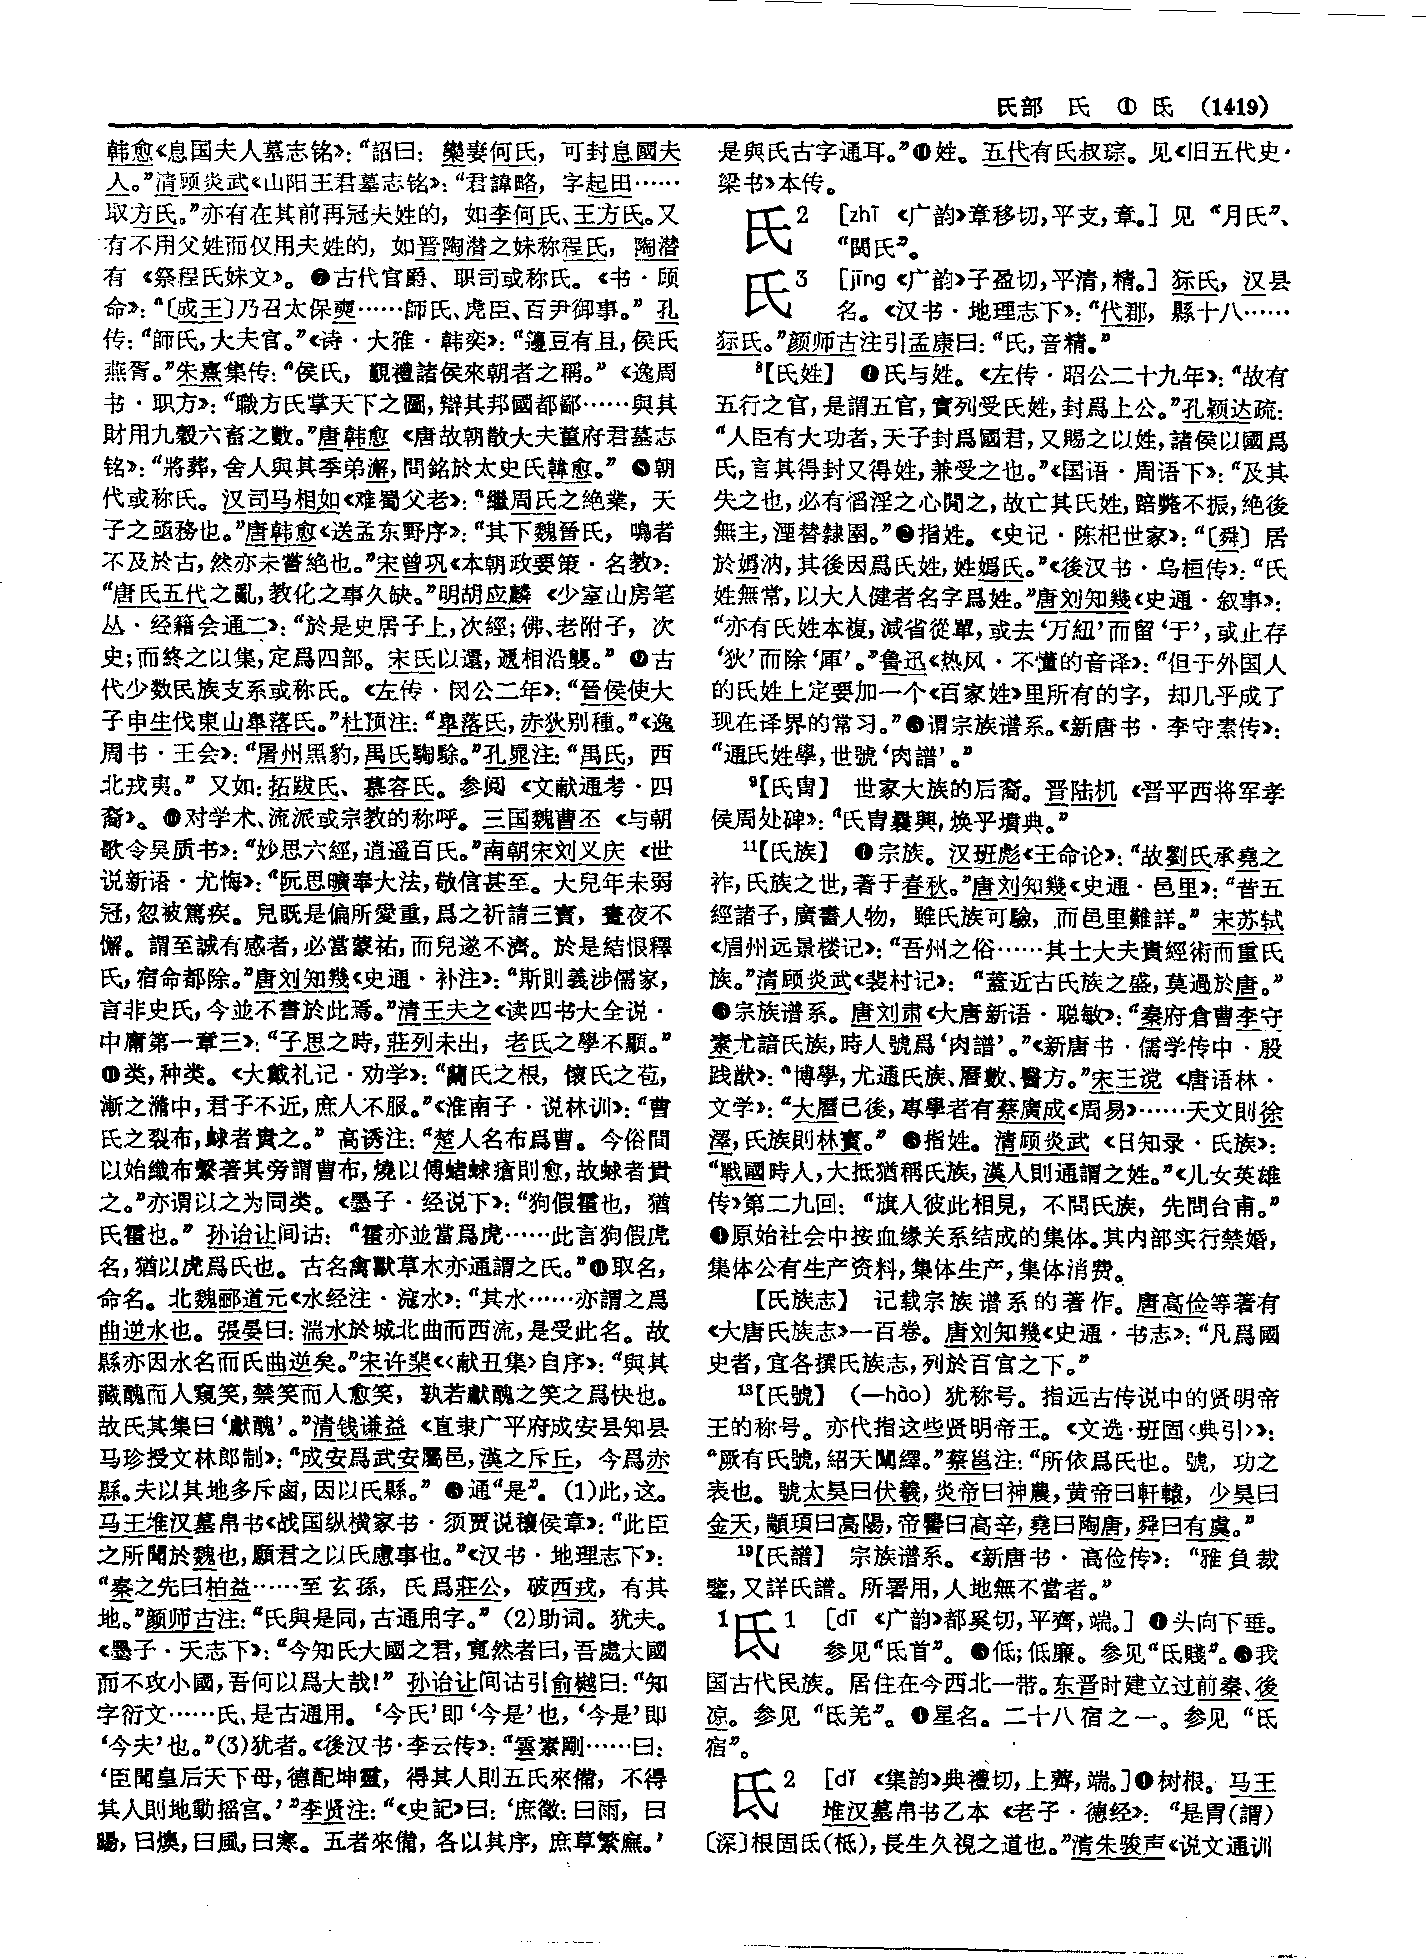 氏部 氏 ① 氐 (1419)
韩愈《息国夫人墓志铭》：“詔曰：欒妻何氏，可封息國夫
人。”清顾炎武《山阳王君墓志铭》：“君諱略，字起田……
取方氏。”亦有在其前再冠夫姓的，如李何氏、王方氏。又
有不用父姓而仅用夫姓的，如晋陶潜之妹称程氏，陶潜
有《祭程氏妹文》。❼古代官爵、职司或称氏。《书·顾
命》：“〔成王〕乃召太保奭……師氏、虎臣、百尹御事。”孔
传：“師氏，大夫官。”《诗·大雅·韩奕》：“籩豆有且，侯氏
燕胥。”朱熹集传：“侯氏，覲禮諸侯來朝者之稱。”《逸周
书·职方》：“職方氏掌天下之圖，辯其邦國都鄙……與其
財用九穀六畜之數。”唐韩愈《唐故朝散大夫董府君墓志
铭》：“將葬，舍人與其季弟澥，問銘於太史氏韓愈。”❽朝
代或称氏。汉司马相如《难蜀父老》：“繼周氏之絶業，天
子之亟務也。”唐韩愈《送孟东野序》：“其下魏晉氏，鳴者
不及於古，然亦未嘗絶也。”宋曾巩《本朝政要策·名教》：
“唐氏五代之亂，教化之事久缺。”明胡应麟《少室山房笔
丛·经籍会通二》：“於是史居子上，次經；佛、老附子，次
史；而終之以集，定爲四部。宋氏以還，遞相沿襲。”❾古
代少数民族支系或称氏。《左传·闵公二年》：“晉侯使大
子申生伐東山臯落氏。”杜预注：“臯落氏，赤狄别種。”《逸
周书·王会》：“屠州黑豹，禺氏騊駼。”孔晁注：“禺氏，西
北戎夷。”又如：拓跋氏、慕容氏。参阅《文献通考·四
裔》。❿对学术、流派或宗教的称呼。三国魏曹丕《与朝
歌令吴质书》：“妙思六經，逍遥百氏。”南朝宋刘义庆《世
说新语·尤悔》：“阮思曠奉大法，敬信甚至。大兒年未弱
冠，忽被篤疾。兒既是偏所愛重，爲之祈請三寶，晝夜不
懈。謂至誠有感者，必當蒙祐，而兒遂不濟。於是結恨釋
氏，宿命都除。”唐刘知幾《史通·补注》：“斯則義涉儒家，
言非史氏，今並不書於此焉。”清王夫之《读四书大全说·
中庸第一章三》：“子思之時，莊列未出，老氏之學不顯。”
⓫类，种类。《大戴礼记·劝学》：“蘭氏之根，懷氏之苞，
漸之滫中，君子不近，庶人不服。”《淮南子·说林训》：“曹
氏之裂布，蛷者貴之。”高诱注：“楚人名布爲曹。今俗間
以始織布繫著其旁謂曹布，燒以傅蝫蛷瘡則愈，故蛷者貴
之。”亦谓以之为同类。《墨子·经说下》：“狗假霍也，猶
氏霍也。”孙诒让间诂：“霍亦並當爲虎……此言狗假虎
名，猶以虎爲氏也。古名禽獸草木亦通謂之氏。”⓬取名，
命名。北魏郦道元《水经注·㶟水》：“其水……亦謂之爲
曲逆水也。張晏曰：湍水於城北曲而西流，是受此名。故
縣亦因水名而氏曲逆矣。”宋许棐《〈献丑集〉自序》：“與其
藏醜而人窺笑，禁笑而人愈笑，孰若獻醜之笑之爲快也。
故氏其集曰‘獻醜’。”清钱谦益《直隶广平府成安县知县
马珍授文林郎制》：“成安爲武安屬邑，漢之斥丘，今爲赤
縣。夫以其地多斥鹵，因以氏縣。”⓭通“是”。(1)此，这。
马王堆汉墓帛书《战国纵横家书·须贾说穰侯章》：“此臣
之所聞於魏也，願君之以氏慮事也。”《汉书·地理志下》：
“秦之先曰柏益……至玄孫，氏爲莊公，破西戎，有其
地。”颜师古注：“氏與是同，古通用字。”(2)助词。犹夫。
《墨子·天志下》：“今知氏大國之君，寬然者曰，吾處大國
而不攻小國，吾何以爲大哉！”孙诒让间诂引俞樾曰：“知
字衍文……氏、是古通用。‘今氏’即‘今是’也，‘今是’即
‘今夫’也。”(3)犹者。《後汉书·李云传》：“雲素剛……曰：
‘臣聞皇后天下母，德配坤靈，得其人則五氏來備，不得
其人則地動摇宫。’”李贤注：“《史記》曰：‘庶徵：曰雨，曰
暘，曰燠，曰風，曰寒。五者來備，各以其序，庶草繁廡。’
是與氏古字通耳。”⓮姓。五代有氏叔琮。见《旧五代史·
梁书》本传。
氏2 [zhī 《广韵》章移切，平支，章。] 见“月氏”、
“閼氏”。
氏3 [jīng《广韵》子盈切，平清，精。] 狋氏，汉县
名。《汉书·地理志下》：“代郡，縣十八……
狋氏。”颜师古注引孟康曰：“氏，音精。”
8【氏姓】 ❶氏与姓。《左传·昭公二十九年》：“故有
五行之官，是謂五官，實列受氏姓，封爲上公。”孔颖达疏：
“人臣有大功者，天子封爲國君，又賜之以姓，諸侯以國爲
氏，言其得封又得姓，兼受之也。”《国语·周语下》：“及其
失之也，必有慆淫之心閒之，故亡其氏姓，踣斃不振，絶後
無主，湮替隸圉。”❷指姓。《史记·陈杞世家》：“〔舜〕居
於嬀汭，其後因爲氏姓，姓嬀氏。”《後汉书·乌桓传》：“氏
姓無常，以大人健者名字爲姓。”唐刘知幾《史通·叙事》：
“亦有氏姓本複，減省從單，或去‘万紐’而留‘于’，或止存
‘狄’而除‘厙’。”鲁迅《热风·不懂的音译》：“但于外国人
的氏姓上定要加一个《百家姓》里所有的字，却几乎成了
现在译界的常习。”❸谓宗族谱系。《新唐书·李守素传》：
“通氏姓學，世號‘肉譜’。”
9【氏冑】 世家大族的后裔。晋陆机《晋平西将军孝
侯周处碑》：“氏冑曩興，焕乎墳典。”
11【氏族】 ❶宗族。汉班彪《王命论》：“故劉氏承堯之
祚，氏族之世，著于春秋。”唐刘知幾《史通·邑里》：“昔五
經諸子，廣書人物，雖氏族可驗，而邑里難詳。”宋苏轼
《眉州远景楼记》：“吾州之俗……其士大夫貴經術而重氏
族。”清顾炎武《裴村记》：“蓋近古氏族之盛，莫過於唐。”
❷宗族谱系。唐刘肃《大唐新语·聪敏》：“秦府倉曹李守
素尤諳氏族，時人號爲‘肉譜’。”《新唐书·儒学传中·殷
践猷》：“博學，尤通氏族、曆數、醫方。”宋王谠《唐语林·
文学》：“大曆已後，專學者有蔡廣成《周易》……天文則徐
澤，氏族則林寶。”❸指姓。清顾炎武《日知录·氏族》：
“戰國時人，大抵猶稱氏族，漢人則通謂之姓。”《儿女英雄
传》第二九回：“旗人彼此相見，不問氏族，先問台甫。”
❹原始社会中按血缘关系结成的集体。其内部实行禁婚，
集体公有生产资料，集体生产，集体消费。
【氏族志】 记载宗族谱系的著作。唐高俭等著有
《大唐氏族志》一百卷。唐刘知幾《史通·书志》：“凡爲國
史者，宜各撰氏族志，列於百官之下。”
13【氏號】 (—hào) 犹称号。指远古传说中的贤明帝
王的称号。亦代指这些贤明帝王。《文选·班固〈典引〉》：
“厥有氏號，紹天闡繹。”蔡邕注：“所依爲氏也。號，功之
表也。號太昊曰伏羲，炎帝曰神農，黄帝曰軒轅，少昊曰
金天，顓頊曰高陽，帝嚳曰高辛，堯曰陶唐，舜曰有虞。”
19【氏譜】 宗族谱系。《新唐书·高俭传》：“雅負裁
鑒，又詳氏譜。所署用，人地無不當者。”
1氐1 [dī 《广韵》都奚切，平齊，端。] ❶头向下垂。
参见“氐首”。❷低；低廉。参见“氐賤”。❸我
国古代民族。居住在今西北一带。东晋时建立过前秦、後
凉。参见“氐羌”。❹星名。二十八宿之一。参见“氐
宿”。
氐2 [dǐ 《集韵》典禮切，上薺，端。]❶树根。马王
堆汉墓帛书乙本《老子·德经》：“是胃(謂)
〔深〕根固氐(柢)，長生久視之道也。”清朱骏声《说文通训